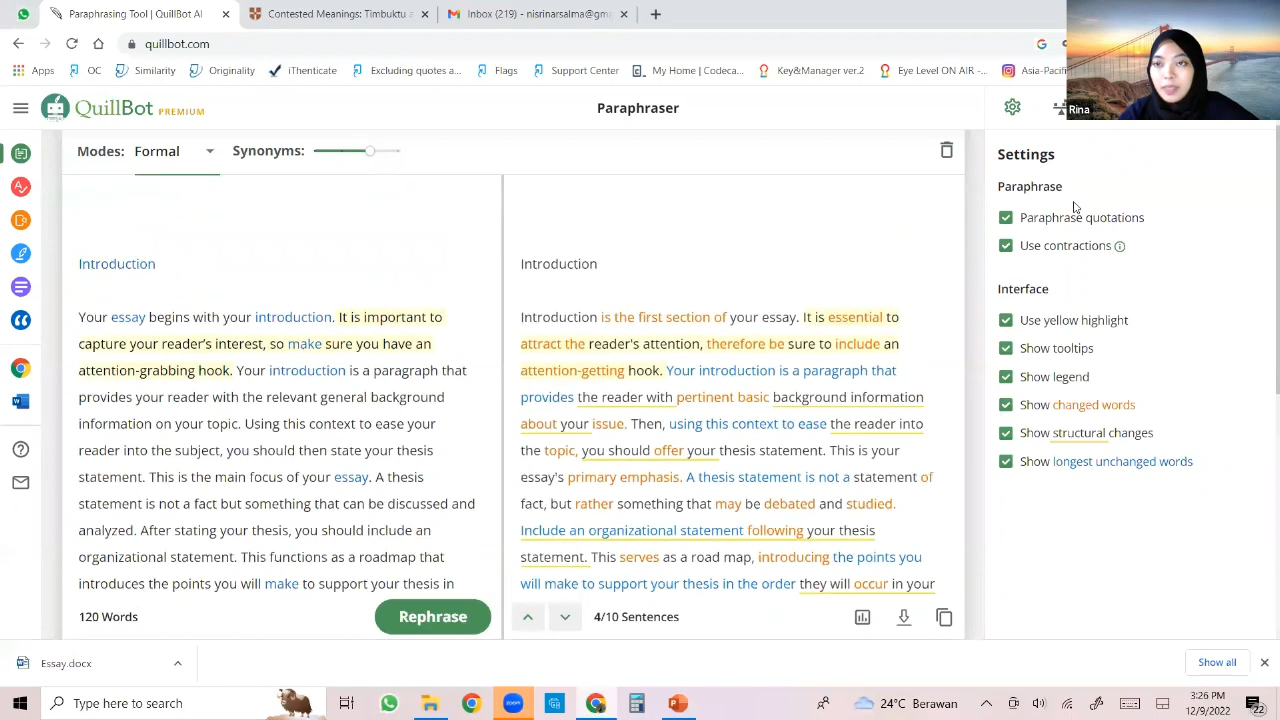 Paraphrasing Tool | QuillBot AI
Contested Meanings: Timbuktu a
Inbox (219) - nisrinarsalma@gm
quillbot.com
Apps
OC
Similarity
Originality
iThenticate
Excluding quotes a...
Flags
Support Center
My Home | Codeca...
Key&Manager ver.2
Eye Level ON AIR -...
Asia-Pacif
Rina
QuillBot PREMIUM
Paraphraser
Modes: Formal
Synonyms:
Introduction
Your essay begins with your introduction. It is important to
capture your reader's interest, so make sure you have an
attention-grabbing hook. Your introduction is a paragraph that
provides your reader with the relevant general background
information on your topic. Using this context to ease your
reader into the subject, you should then state your thesis
statement. This is the main focus of your essay. A thesis
statement is not a fact but something that can be discussed and
analyzed. After stating your thesis, you should include an
organizational statement. This functions as a roadmap that
introduces the points you will make to support your thesis in
120 Words
Rephrase
Introduction
Introduction is the first section of your essay. It is essential to
attract the reader's attention, therefore be sure to include an
attention-getting hook. Your introduction is a paragraph that
provides the reader with pertinent basic background information
about your issue. Then, using this context to ease the reader into
the topic, you should offer your thesis statement. This is your
essay's primary emphasis. A thesis statement is not a statement of
fact, but rather something that may be debated and studied.
Include an organizational statement following your thesis
statement. This serves as a road map, introducing the points you
will make to support your thesis in the order they will occur in your
4/10 Sentences
Settings
Paraphrase
Paraphrase quotations
Use contractions
Interface
Use yellow highlight
Show tooltips
Show legend
Show changed words
Show structural changes
Show longest unchanged words
Essay.docx
Show all
Type here to search
24°C Berawan
3:26 PM
12/9/2022
22